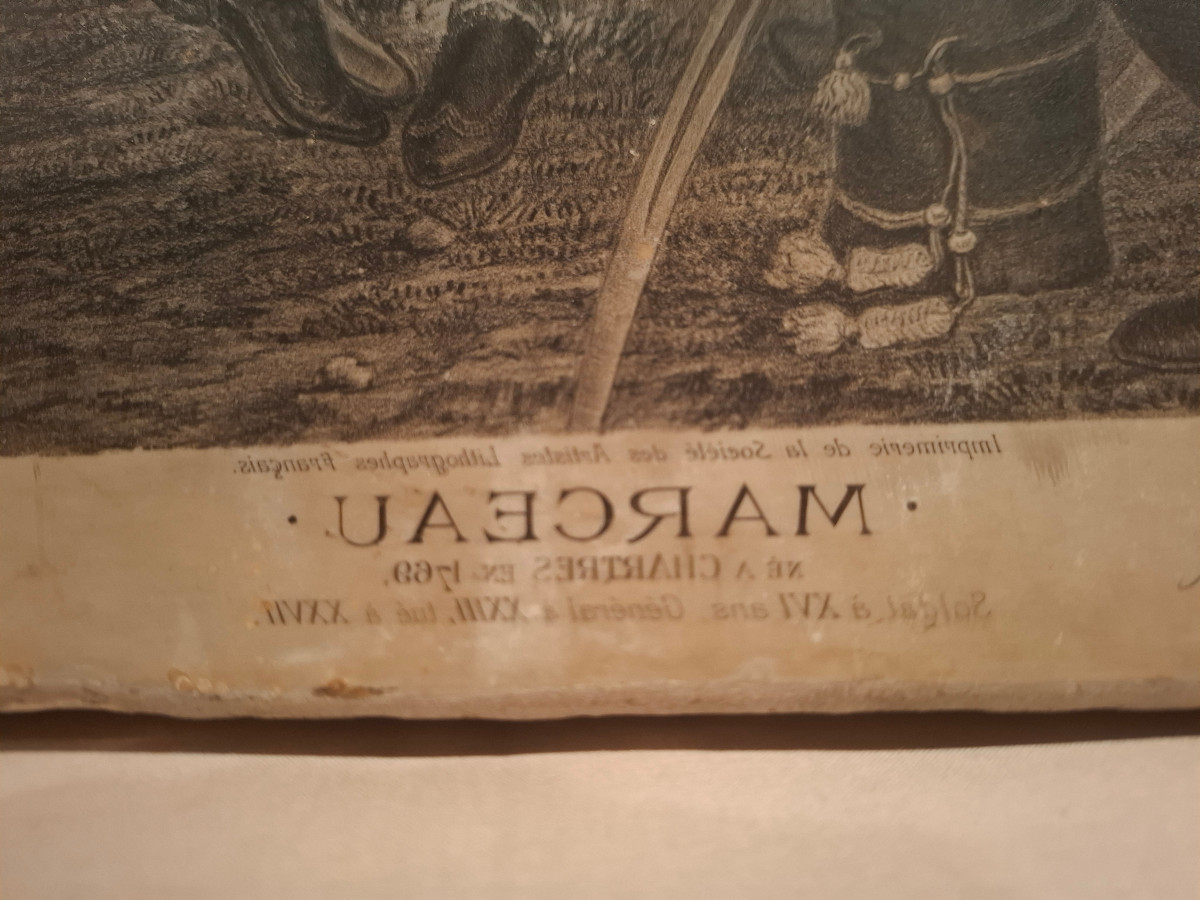 Imprimerie de la Société des Artistes Lithographes français.
· MARCEAU ·
NÉ A CHARTRES EN 1769,
Soldat à XVI ans, Général à XXIII, tué à XXVII.